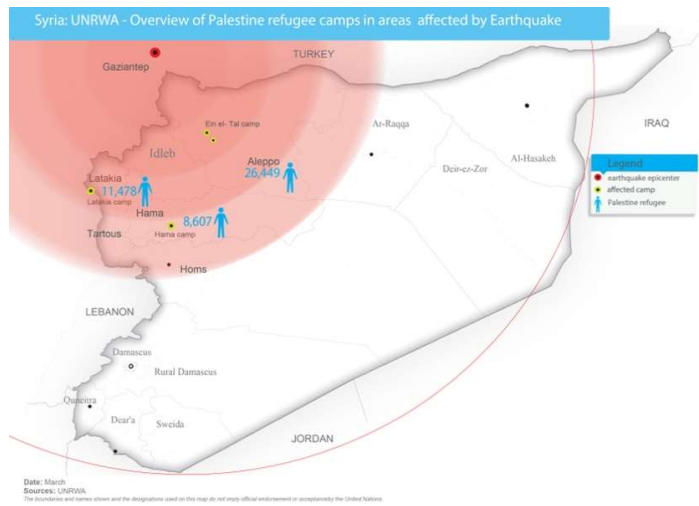 Syria: UNRWA - Overview of Palestine refugee camps in areas affected by Earthquake
TURKEY
Gaziantep
Ein el- Tal camp
Ar-Raqqa
IRAQ
Idleb
Aleppo
26,449
Al-Hasakeh
Deir-ez-Zor
Legend
earthquake epicenter
affected camp
Palestine refugee
Latakia
11,478
Latakia camp
Hama
8,607
Hama camp
Tartous
Homs
LEBANON
Damascus
Rural Damascus
Quneitra
Dear'a
Sweida
JORDAN
Date: March
Sources: UNRWA
The boundaries and names shown and the designations used on this map do not imply official endorsement or acceptanceby the United Nations